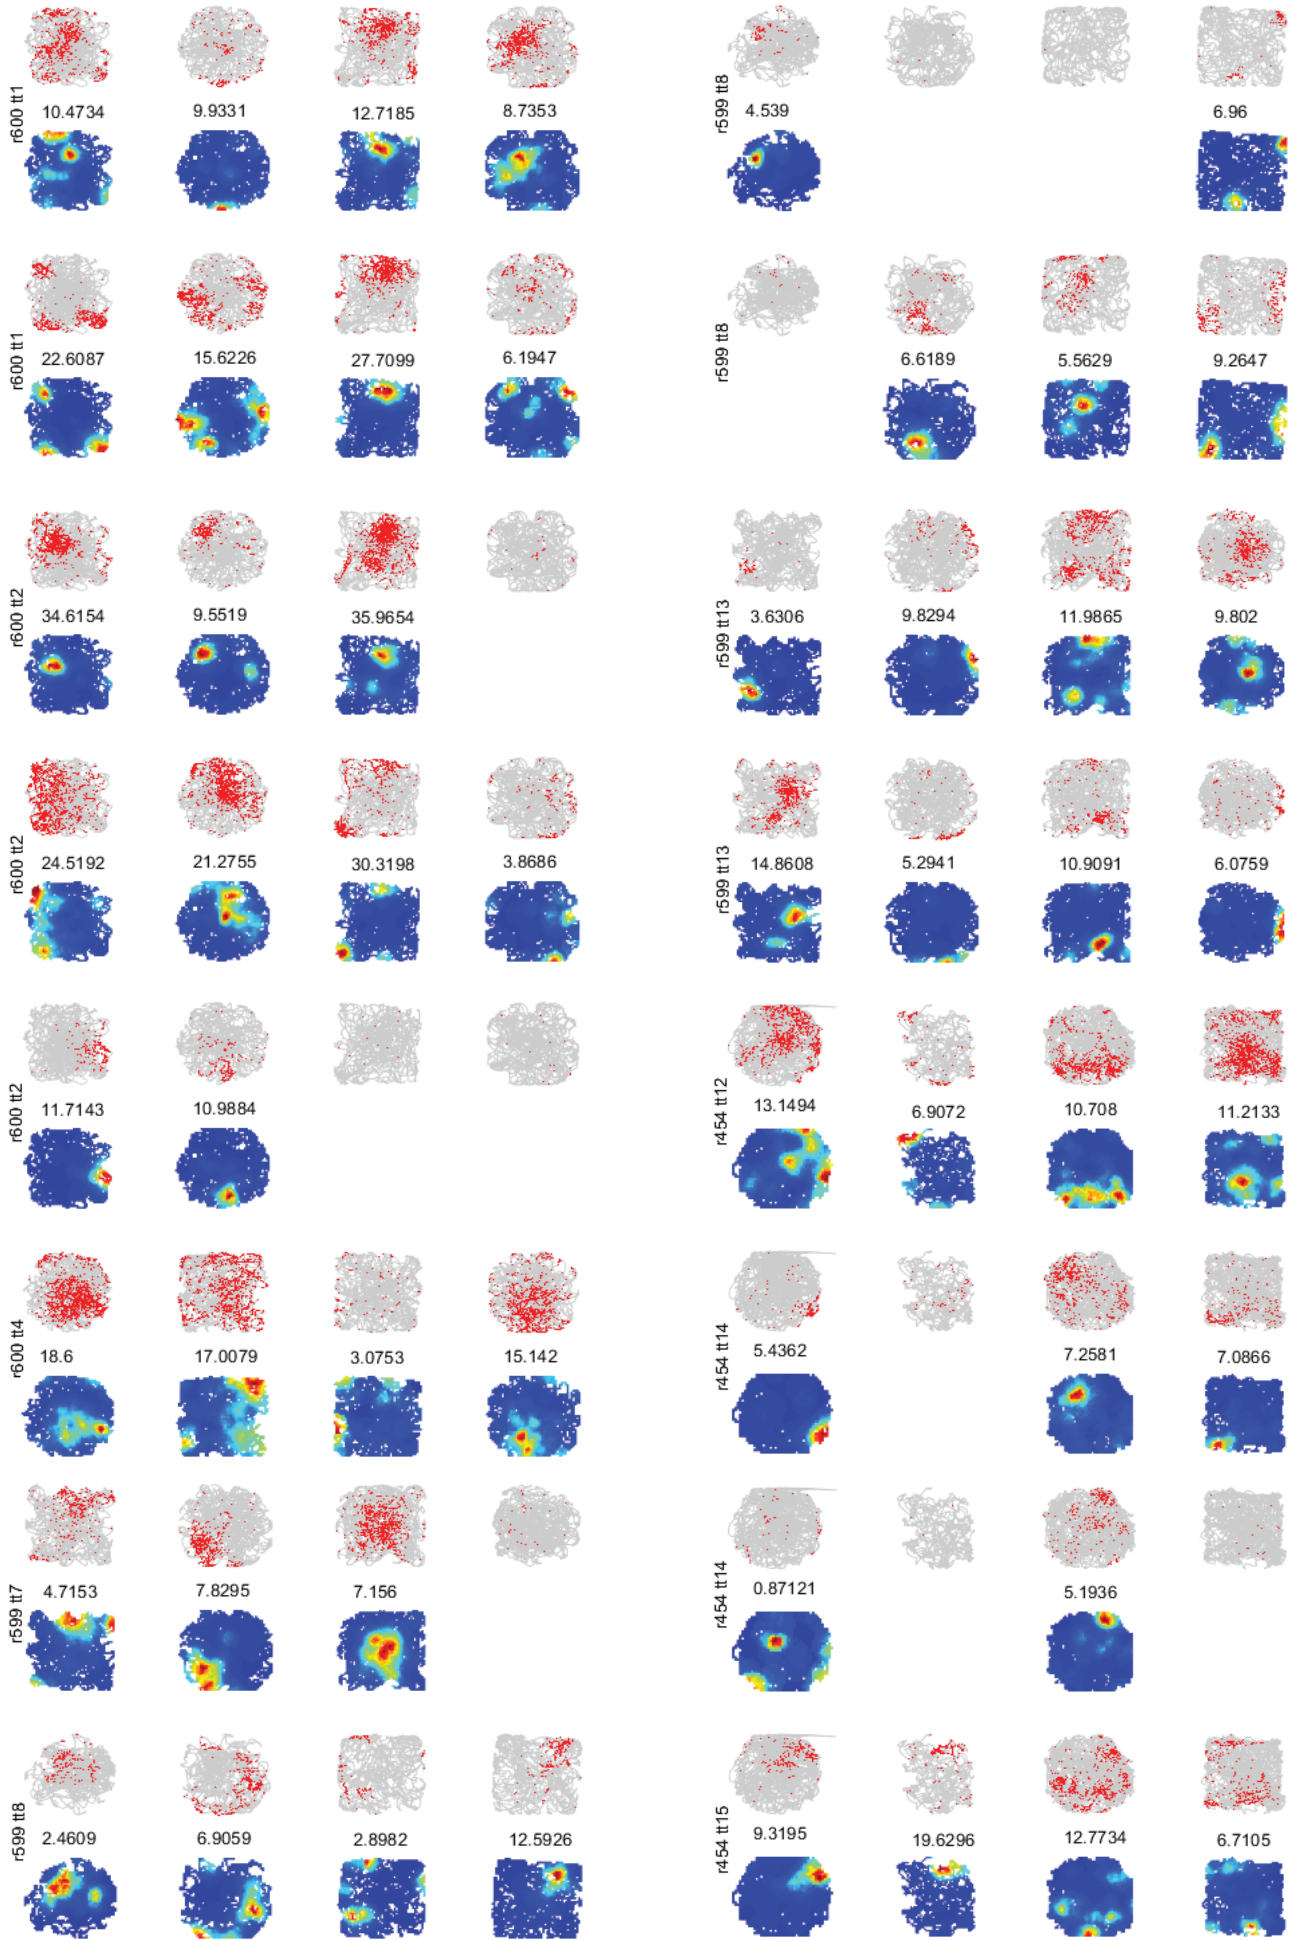 r600 tt1
10.4734 9.9331 12.7185 8.7353
r600 tt1
22.6087 15.6226 27.7099 6.1947
r600 tt2
34.6154 9.5519 35.9654
r600 tt2
24.5192 21.2755 30.3198 3.8686
r600 tt2
11.7143 10.9884
r600 tt4
18.6 17.0079 3.0753 15.142
r599 tt7
4.7153 7.8295 7.156
r599 tt8
2.4609 6.9059 2.8982 12.5926
r599 tt8
4.539 6.96
r599 tt8
6.6189 5.5629 9.2647
r599 tt13
3.6306 9.8294 11.9865 9.802
r599 tt13
14.8608 5.2941 10.9091 6.0759
r454 tt12
13.1494 6.9072 10.708 11.2133
r454 tt14
5.4362 7.2581 7.0866
r454 tt14
0.87121 5.1936
r454 tt15
9.3195 19.6296 12.7734 6.7105